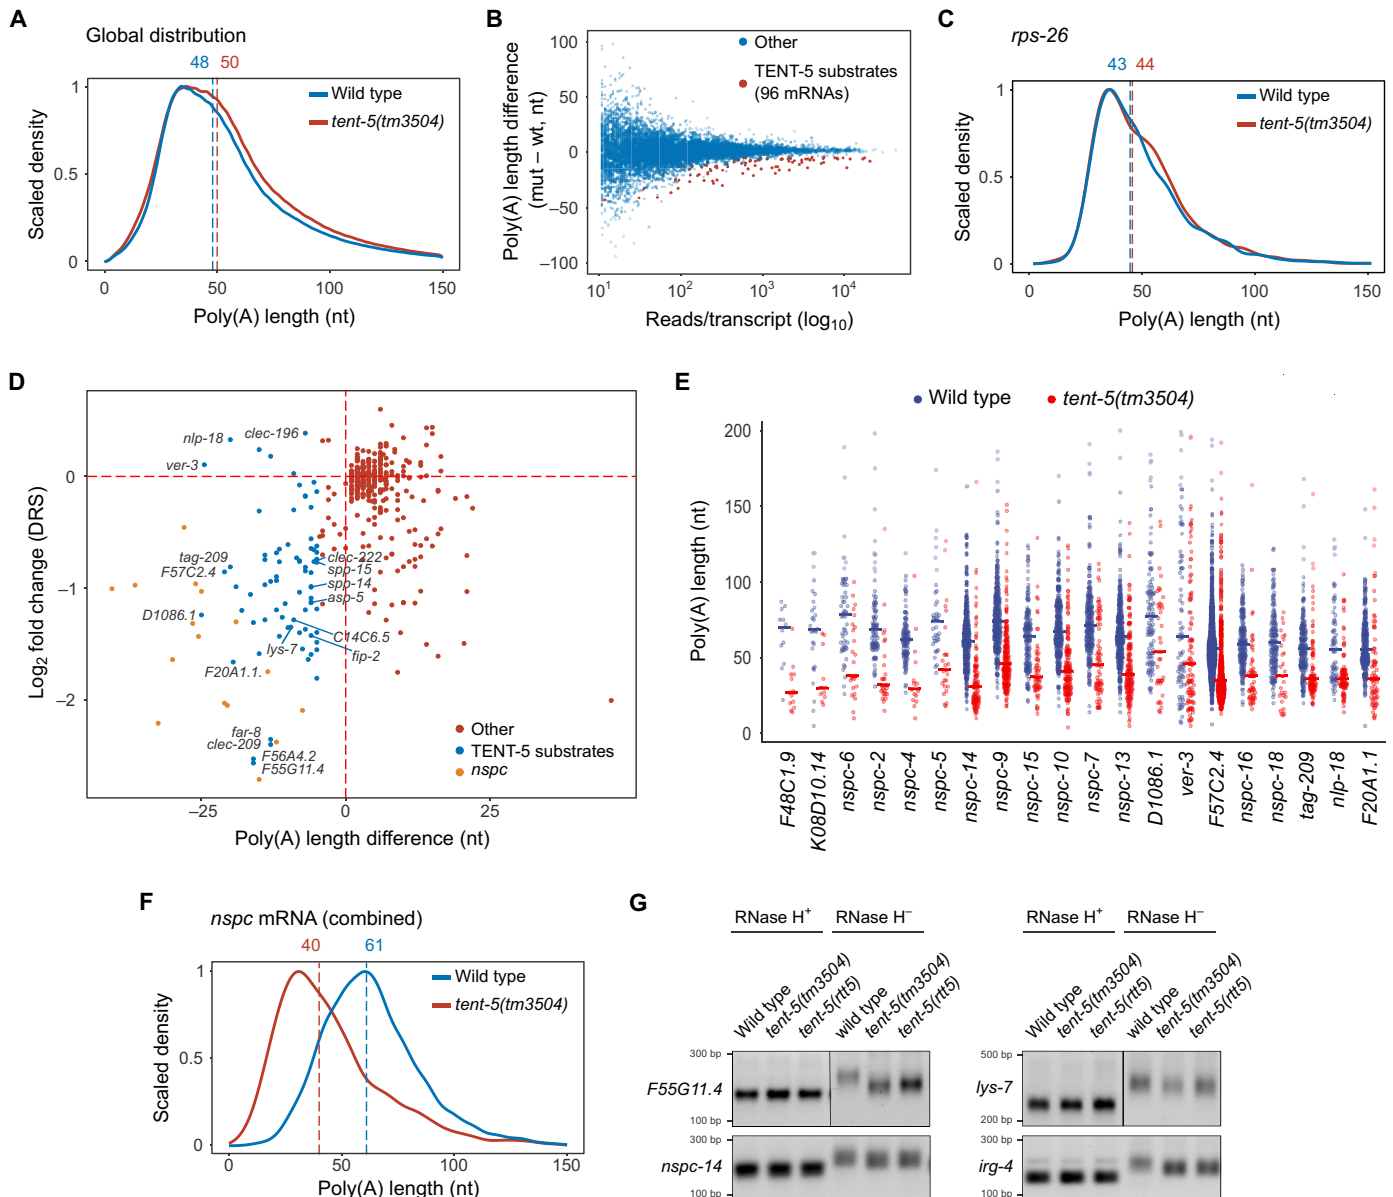 A
Global distribution
48 50
Wild type
tent-5(tm3504)
1
0.5
0
Scaled density
0 50 100 150
Poly(A) length (nt)
B
Other
TENT-5 substrates
(96 mRNAs)
100
50
0
−50
−100
Poly(A) length difference
(mut – wt, nt)
10¹ 10² 10³ 10⁴
Reads/transcript (log₁₀)
C
rps-26
43 44
Wild type
tent-5(tm3504)
1
0.5
0
Scaled density
0 50 100 150
Poly(A) length (nt)
D
nlp-18
clec-196
ver-3
tag-209
F57C2.4
clec-222
spp-15
spp-14
asp-5
D1086.1
C14C6.5
lys-7
fip-2
F20A1.1.
far-8
clec-209
F56A4.2
F55G11.4
Other
TENT-5 substrates
nspc
0
−1
−2
Log₂ fold change (DRS)
−25 0 25
Poly(A) length difference (nt)
E
Wild type
tent-5(tm3504)
200
150
100
50
0
Poly(A) length (nt)
F48C1.9
K08D10.14
nspc-6
nspc-2
nspc-4
nspc-5
nspc-14
nspc-9
nspc-15
nspc-10
nspc-7
nspc-13
D1086.1
ver-3
F57C2.4
nspc-16
nspc-18
tag-209
nlp-18
F20A1.1
F
nspc mRNA (combined)
40 61
Wild type
tent-5(tm3504)
1
0.5
0
Scaled density
0 50 100 150
Poly(A) length (nt)
G
RNase H⁺ RNase H⁻
Wild type
tent-5(tm3504)
tent-5(rtt5)
wild type
tent-5(tm3504)
tent-5(rtt5)
300 bp
F55G11.4
100 bp
300 bp
nspc-14
100 bp
RNase H⁺ RNase H⁻
Wild type
tent-5(tm3504)
tent-5(rtt5)
wild type
tent-5(tm3504)
tent-5(rtt5)
500 bp
lys-7
200 bp
300 bp
irg-4
100 bp